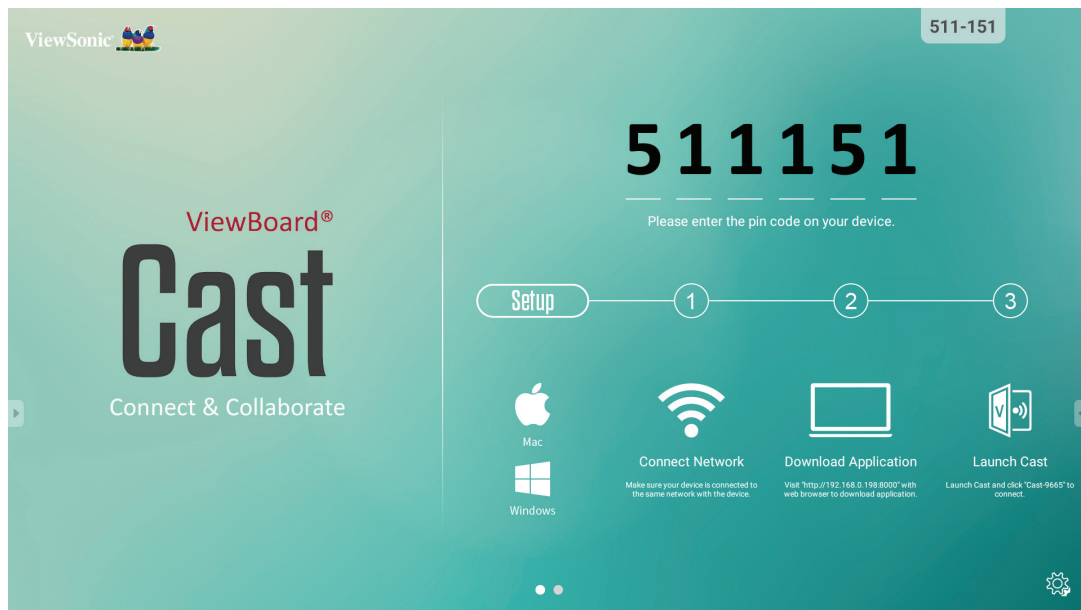 ViewSonic®
511-151
511151
Please enter the pin code on your device.
ViewBoard®
Cast
Connect & Collaborate
Setup
1
2
3
Mac
Windows
Connect Network
Make sure your device is connected to
the same network with the device.
Download Application
Visit "http://192.168.0.198:8000" with
web browser to download application.
V
Launch Cast
Launch Cast and click "Cast-9665" to
connect.